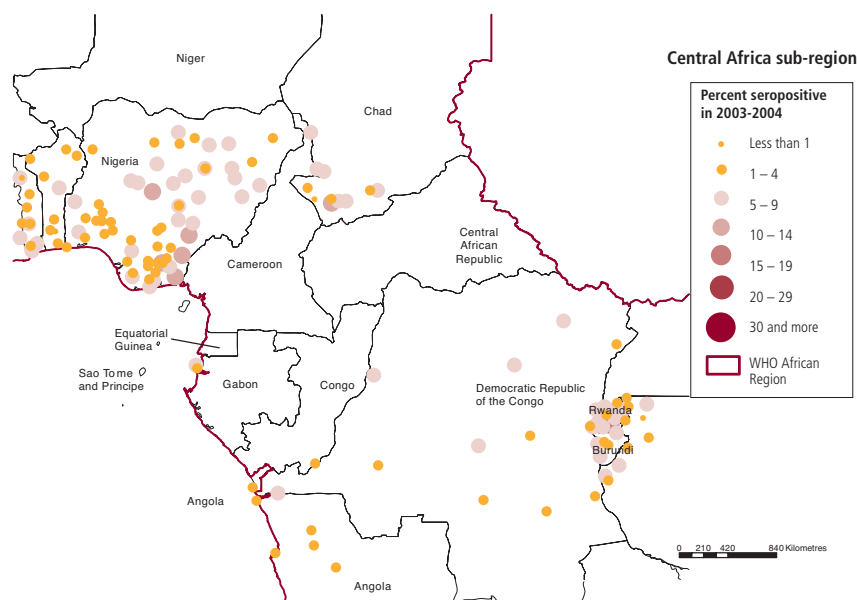 Central Africa sub-region
Percent seropositive
in 2003-2004
Less than 1
1 – 4
5 – 9
10 – 14
15 – 19
20 – 29
30 and more
WHO African
Region
Niger
Chad
Nigeria
Central
African
Republic
Cameroon
Equatorial
Guinea
Sao Tome
and Principe
Gabon
Congo
Democratic Republic
of the Congo
Rwanda
Burundi
Angola
Angola
0 210 420 840 Kilometres